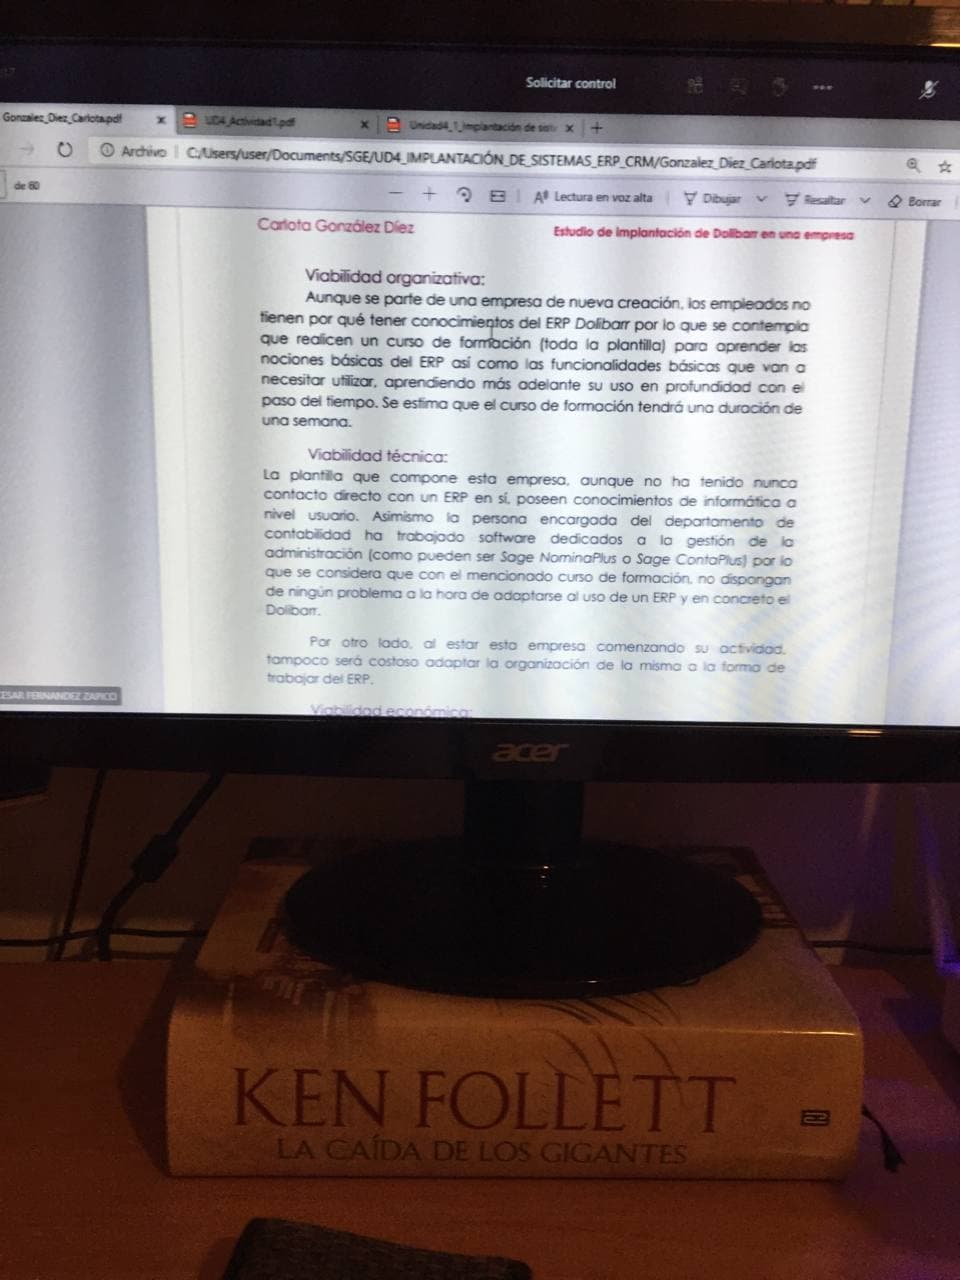 Solicitar control
Gonzalez_Diez_Carlota.pdf
UD4_Actividad1.pdf
Unidad4_1_Implantación de sist
Archivo
C:/Users/user/Documents/SGE/UD4_IMPLANTACIÓN_DE_SISTEMAS_ERP_CRM/Gonzalez_Diez_Carlota.pdf
de 60
Lectura en voz alta
Dibujar
Resaltar
Borrar
Carlota González Díez
Estudio de Implantación de Dolibarr en una empresa
Viabilidad organizativa:
Aunque se parte de una empresa de nueva creación, los empleados no
tienen por qué tener conocimientos del ERP Dolibarr por lo que se contempla
que realicen un curso de formación (toda la plantilla) para aprender las
nociones básicas del ERP así como las funcionalidades básicas que van a
necesitar utilizar, aprendiendo más adelante su uso en profundidad con el
paso del tiempo. Se estima que el curso de formación tendrá una duración de
una semana.
Viabilidad técnica:
La plantilla que compone esta empresa, aunque no ha tenido nunca
contacto directo con un ERP en sí, poseen conocimientos de informática a
nivel usuario. Asimismo la persona encargada del departamento de
contabilidad ha trabajado software dedicados a la gestión de la
administración (como pueden ser Sage NominaPlus o Sage ContaPlus) por lo
que se considera que con el mencionado curso de formación, no dispongan
de ningún problema a la hora de adaptarse al uso de un ERP y en concreto el
Dolibarr.
Por otro lado, al estar esta empresa comenzando su actividad,
tampoco será costoso adaptar la organización de la misma a la forma de
trabajar del ERP.
Viabilidad económica:
ESAR FERNANDEZ ZAPICO
acer
KEN FOLLETT
LA CAÍDA DE LOS GIGANTES